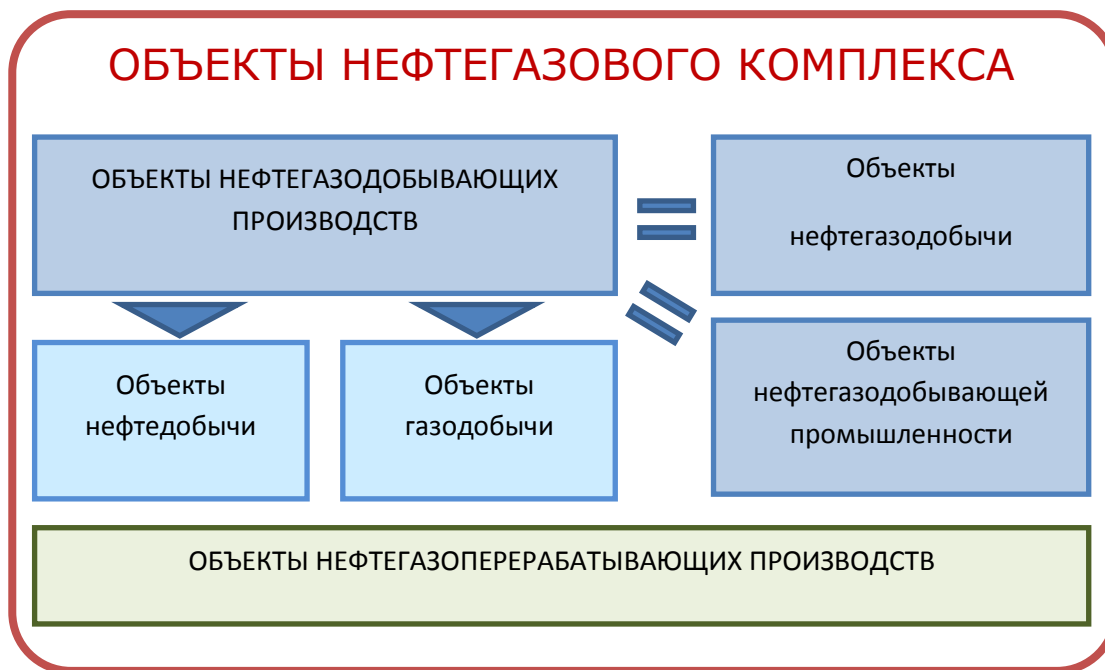 ОБЪЕКТЫ НЕФТЕГАЗОВОГО КОМПЛЕКСА
ОБЪЕКТЫ НЕФТЕГАЗОДОБЫВАЮЩИХ
ПРОИЗВОДСТВ
Объекты
нефтегазодобычи
Объекты
нефтедобычи
Объекты
газодобычи
Объекты
нефтегазодобывающей
промышленности
ОБЪЕКТЫ НЕФТЕГАЗОПЕРЕРАБАТЫВАЮЩИХ ПРОИЗВОДСТВ